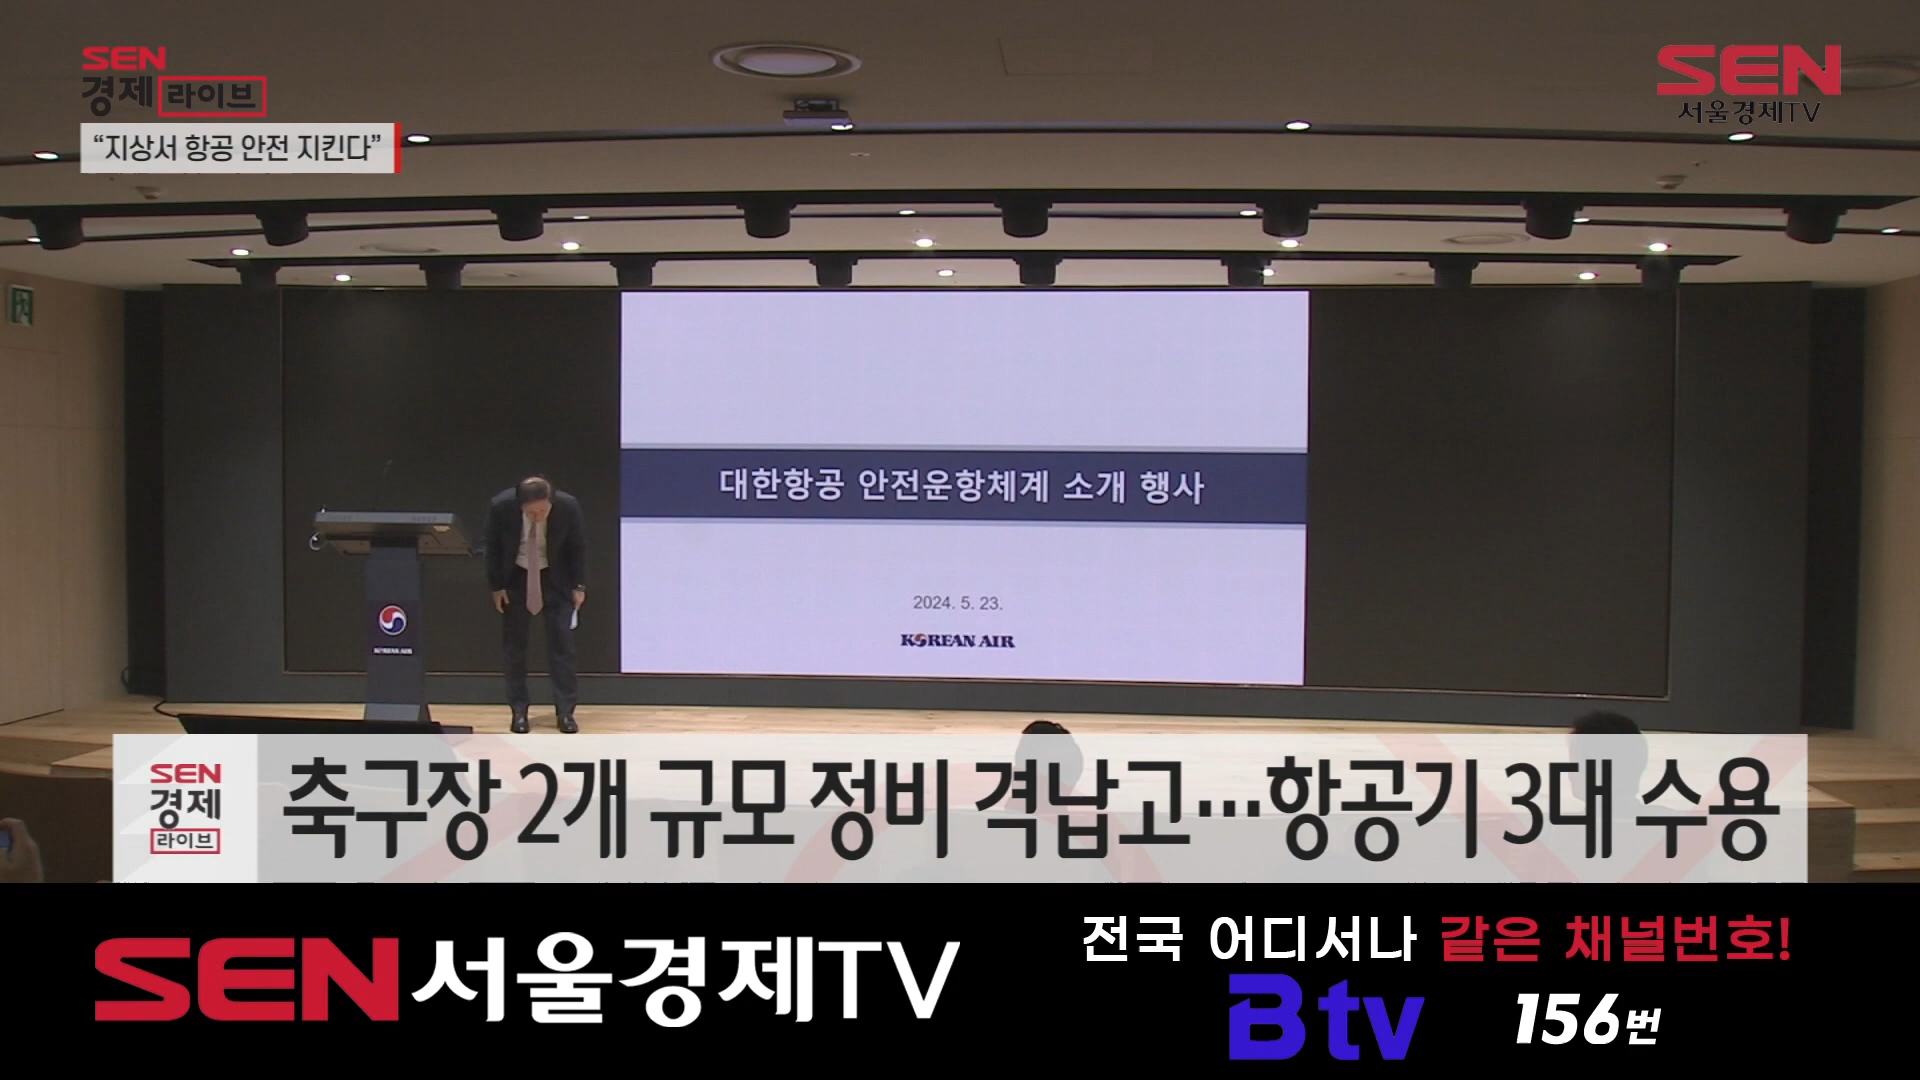 SEN
경제 라이브
“지상서 항공 안전 지킨다”
SEN
서울경제TV
대한항공 안전운항체계 소개 행사
2024. 5. 23.
KOREAN AIR
KOREAN AIR
SEN
경제
라이브
축구장 2개 규모 정비 격납고…항공기 3대 수용
SEN 서울경제TV
전국 어디서나 같은 채널번호!
B tv 156번